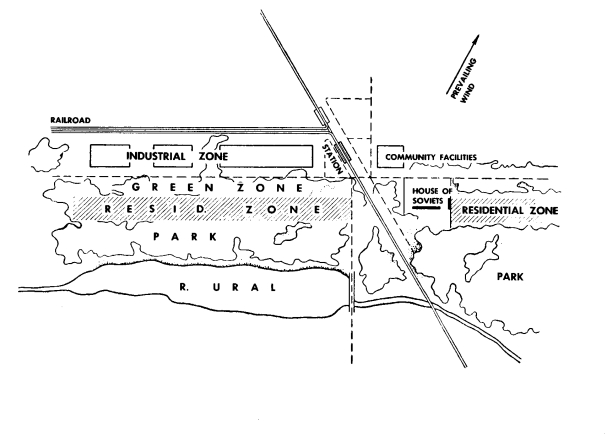 PREVAILING
WIND
RAILROAD
INDUSTRIAL ZONE
STATION
COMMUNITY FACILITIES
GREEN ZONE
HOUSE OF
SOVIETS
RESID. ZONE
RESIDENTIAL ZONE
PARK
PARK
R. URAL